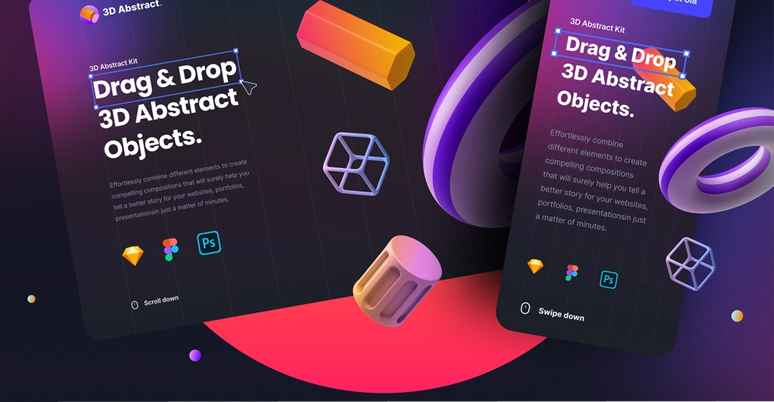 3D Abstract.
3D Abstract Kit
Drag & Drop
3D Abstract
Objects.
Effortlessly combine different elements to create
compelling compositions that will surely help you
tell a better story for your websites, portfolios,
presentationsin just a matter of minutes.
Ps
Scroll down
3D Abstract Kit
Drag & Drop
3D Abstract
Objects.
Effortlessly combine
different elements to create
compelling compositions
that will surely help you tell a
better story for your websites,
portfolios, presentationsin just
a matter of minutes.
Ps
Swipe down